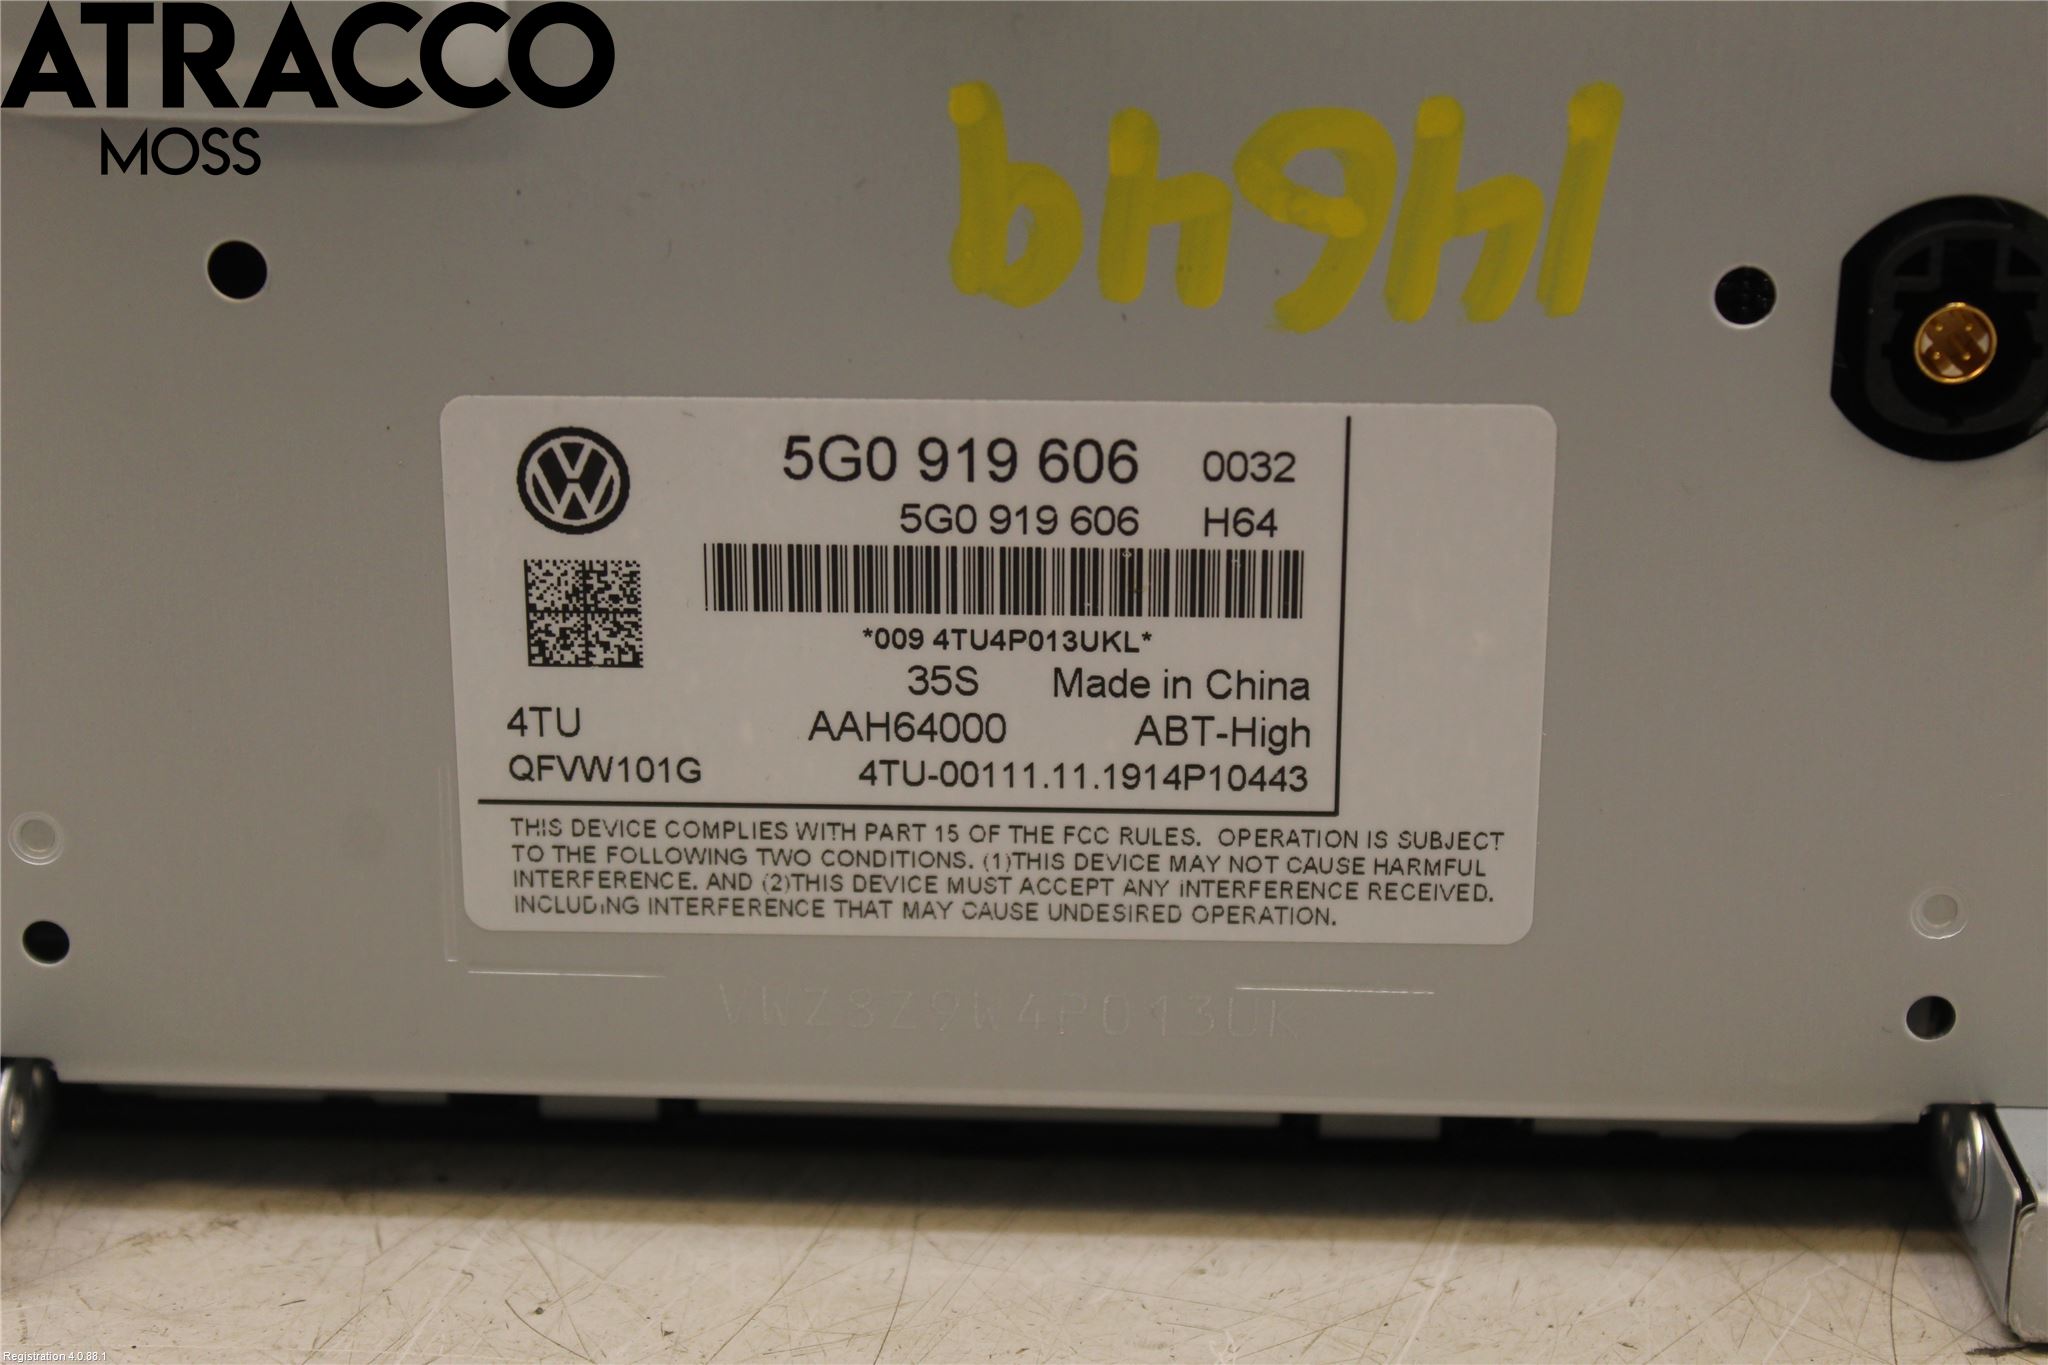 ATRACCO
MOSS
14649
5G0 919 606 0032
5G0 919 606 H64
*009 4TU4P013UKL*
35S Made in China
4TU AAH64000 ABT-High
QFVW101G 4TU-00111.11.1914P10443
THIS DEVICE COMPLIES WITH PART 15 OF THE FCC RULES. OPERATION IS SUBJECT
TO THE FOLLOWING TWO CONDITIONS. (1)THIS DEVICE MAY NOT CAUSE HARMFUL
INTERFERENCE. AND (2)THIS DEVICE MUST ACCEPT ANY INTERFERENCE RECEIVED.
INCLUDING INTERFERENCE THAT MAY CAUSE UNDESIRED OPERATION.
VWZ8Z9W4P013UK
Registration 4.0.88.1